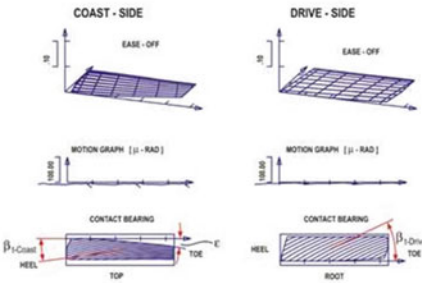 COAST - SIDE
DRIVE - SIDE
EASE - OFF
EASE - OFF
.10
.10
MOTION GRAPH [ μ - RAD ]
MOTION GRAPH [ μ - RAD ]
100.00
100.00
CONTACT BEARING
CONTACT BEARING
β1-Coast
ε
β1-Driv
HEEL
TOE
HEEL
TOE
TOP
ROOT